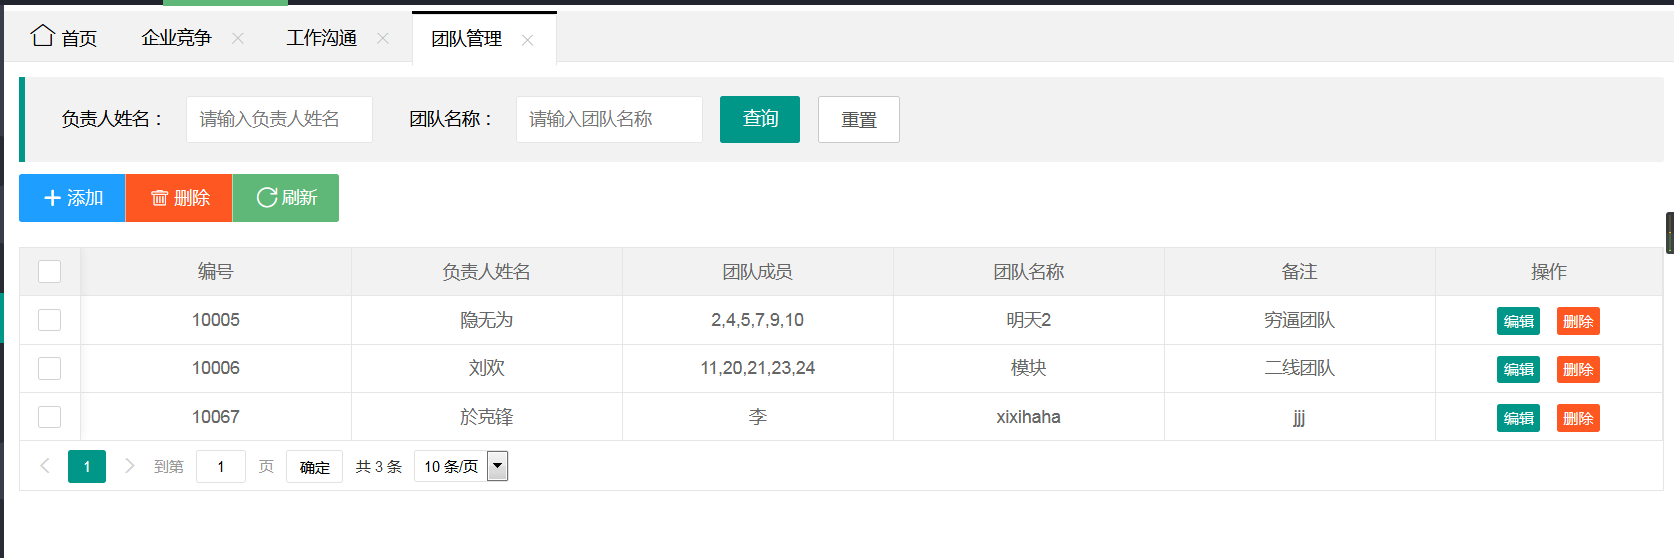 首页 企业竞争 工作沟通 团队管理
负责人姓名： 请输入负责人姓名 团队名称： 请输入团队名称 查询 重置
添加 删除 刷新
编号 负责人姓名 团队成员 团队名称 备注 操作
10005 隐无为 2,4,5,7,9,10 明天2 穷逼团队 编辑 删除
10006 刘欢 11,20,21,23,24 模块 二线团队 编辑 删除
10067 於克锋 李 xixihaha jjj 编辑 删除
1 到第 1 页 确定 共 3 条 10 条/页